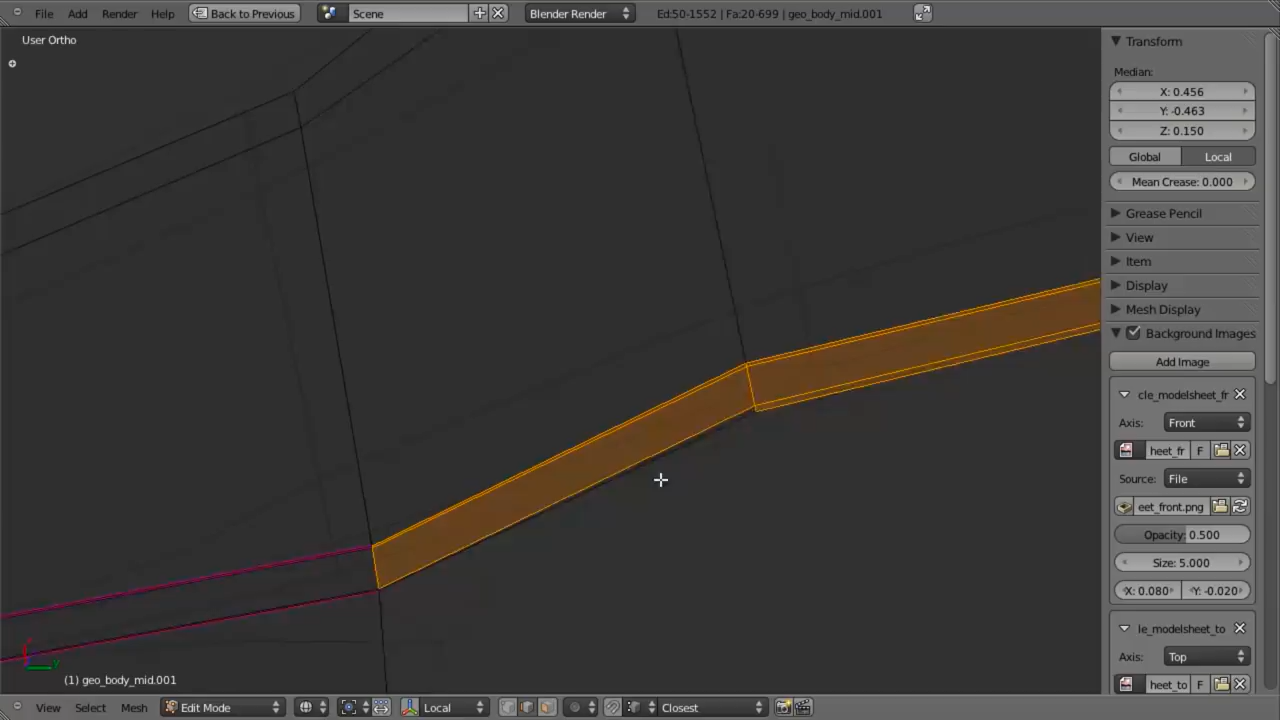 File Add Render Help Back to Previous Scene Blender Render Ed:50-1552 | Fa:20-699 | geo_body_mid.001
User Ortho
Transform
Median:
X: 0.456
Y: -0.463
Z: 0.150
Global Local
Mean Crease: 0.000
Grease Pencil
View
Item
Display
Mesh Display
Background Images
Add Image
cle_modelsheet_fr
Axis: Front
heet_fr F
Source: File
eet_front.png
Opacity: 0.500
Size: 5.000
X: 0.080 Y: -0.020
le_modelsheet_to
Axis: Top
heet_to F
(1) geo_body_mid.001
View Select Mesh Edit Mode Local Closest